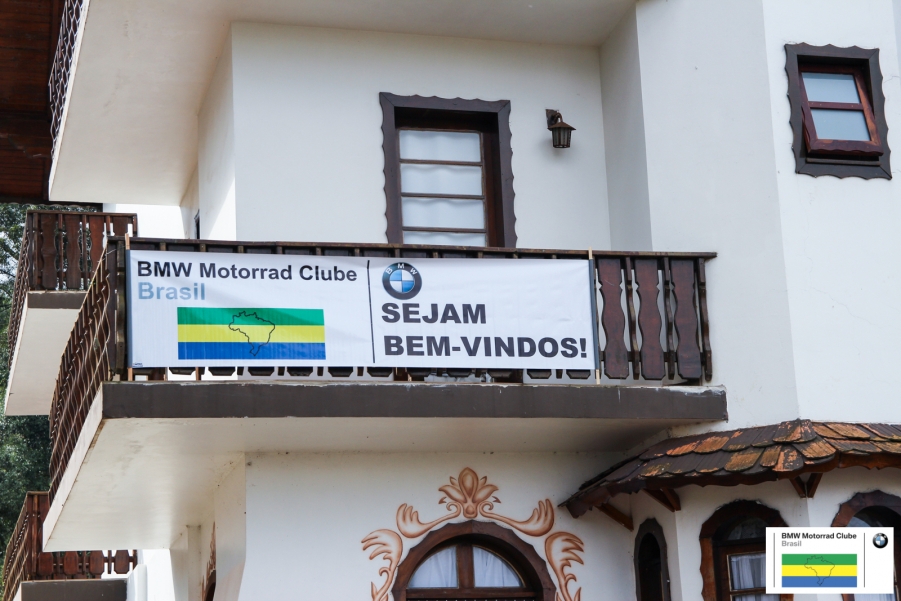 BMW Motorrad Clube
Brasil
BMW
SEJAM
BEM-VINDOS!
BMW Motorrad Clube
Brasil